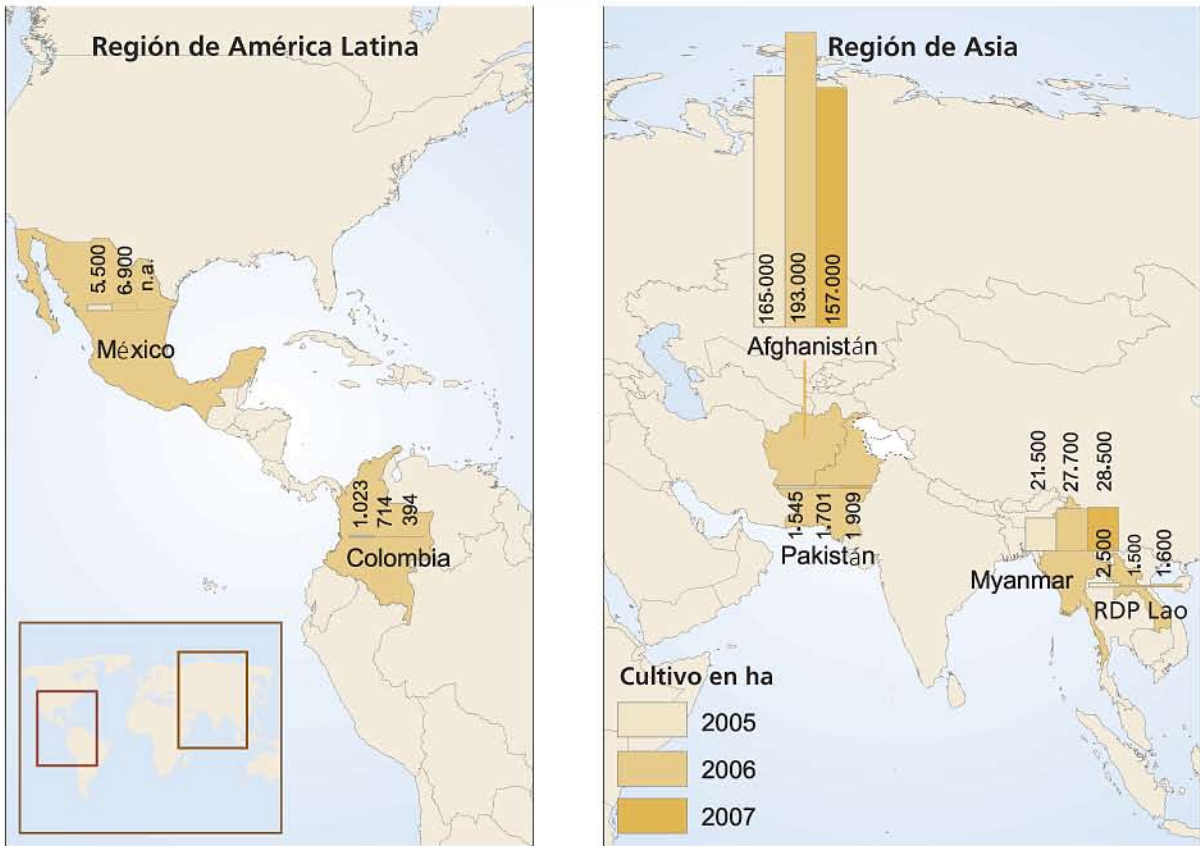 Región de América Latina
5.500
6.900
n.a.
México
1.023
714
394
Colombia
Región de Asia
165.000
193.000
157.000
Afghanistán
1.545
1.701
1.909
Pakistán
21.500
27.700
28.500
Myanmar
2.500
1.500
1.600
RDP Lao
Cultivo en ha
2005
2006
2007